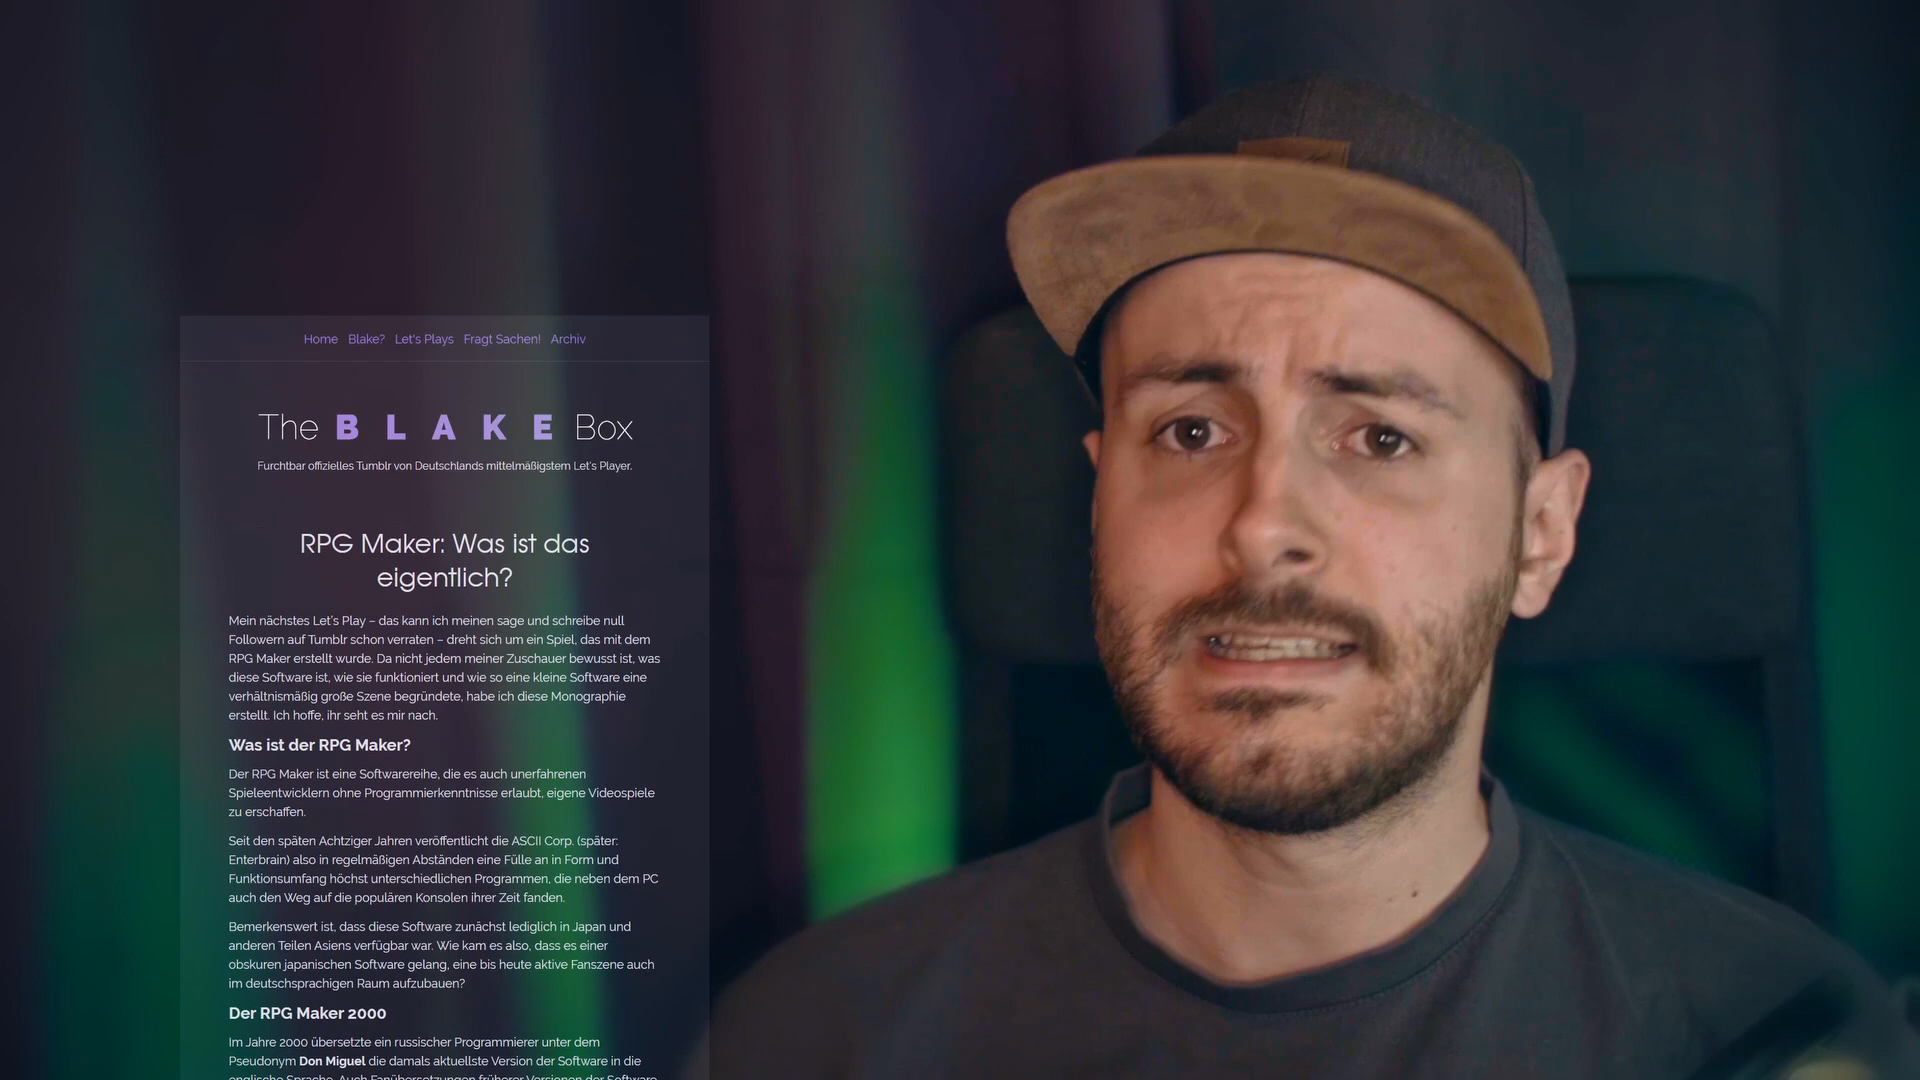 Home Blake? Let's Plays Fragt Sachen! Archiv
The BLAKE Box
Furchtbar offizielles Tumblr von Deutschlands mittelmäßigstem Let's Player.
RPG Maker: Was ist das
eigentlich?
Mein nächstes Let's Play – das kann ich meinen sage und schreibe null
Followern auf Tumblr schon verraten – dreht sich um ein Spiel, das mit dem
RPG Maker erstellt wurde. Da nicht jedem meiner Zuschauer bewusst ist, was
diese Software ist, wie sie funktioniert und wie so eine kleine Software eine
verhältnismäßig große Szene begründete, habe ich diese Monographie
erstellt. Ich hoffe, ihr seht es mir nach.
Was ist der RPG Maker?
Der RPG Maker ist eine Softwarereihe, die es auch unerfahrenen
Spieleentwicklern ohne Programmierkenntnisse erlaubt, eigene Videospiele
zu erschaffen.
Seit den späten Achtziger Jahren veröffentlicht die ASCII Corp. (später:
Enterbrain) also in regelmäßigen Abständen eine Fülle an in Form und
Funktionsumfang höchst unterschiedlichen Programmen, die neben dem PC
auch den Weg auf die populären Konsolen ihrer Zeit fanden.
Bemerkenswert ist, dass diese Software zunächst lediglich in Japan und
anderen Teilen Asiens verfügbar war. Wie kam es also, dass es einer
obskuren japanischen Software gelang, eine bis heute aktive Fanszene auch
im deutschsprachigen Raum aufzubauen?
Der RPG Maker 2000
Im Jahre 2000 übersetzte ein russischer Programmierer unter dem
Pseudonym Don Miguel die damals aktuellste Version der Software in die
englische Sprache. Auch Fanübersetzungen früherer Versionen der Software